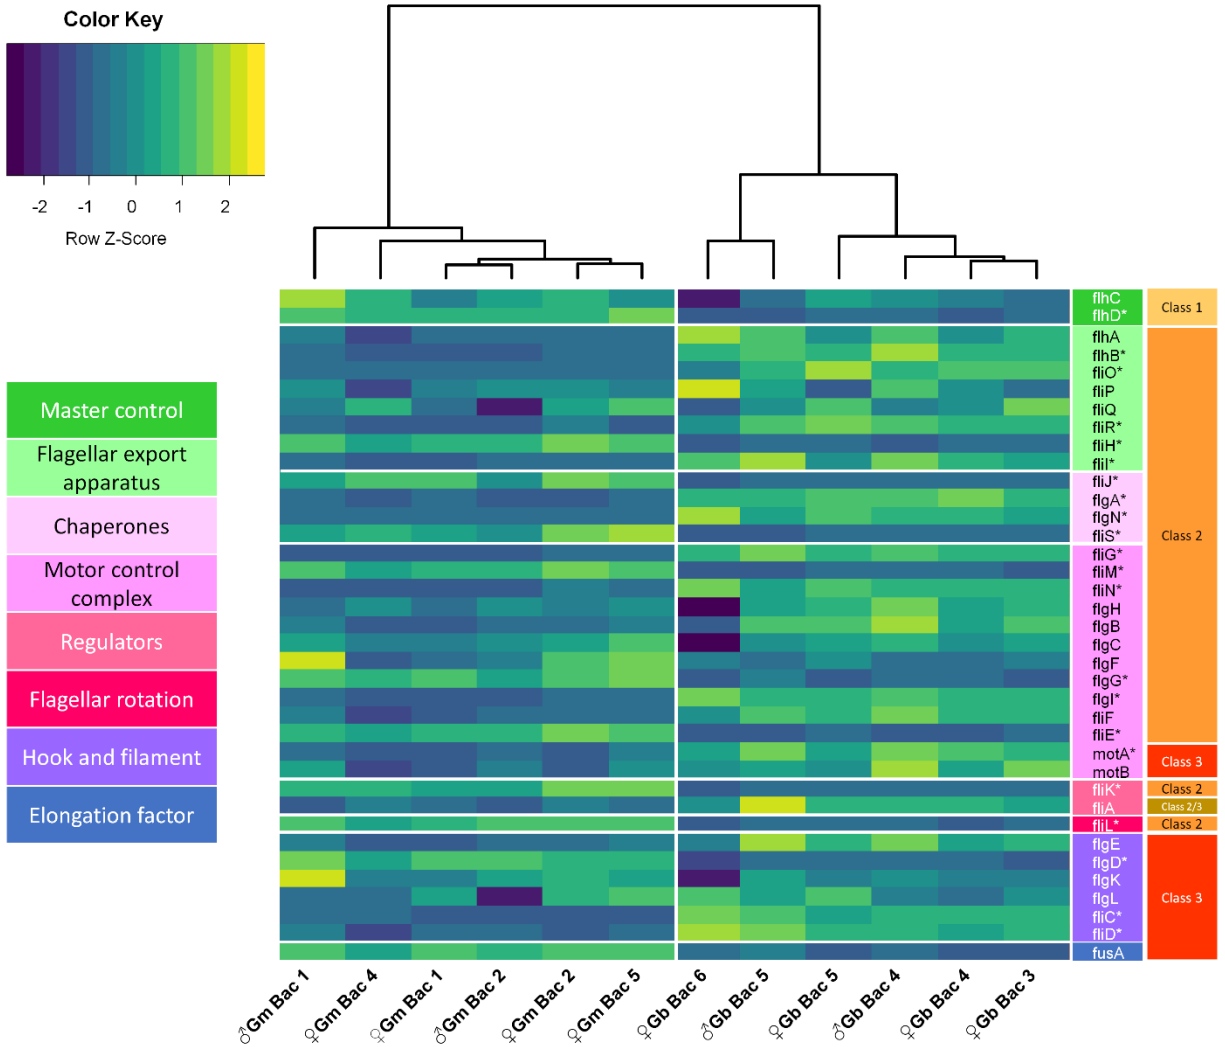 Color Key
-2 -1 0 1 2
Row Z-Score
Master control
Flagellar export
apparatus
Chaperones
Motor control
complex
Regulators
Flagellar rotation
Hook and filament
Elongation factor
flhC
flhD*
flhA
flhB*
fliO*
fliP
fliQ
fliR*
fliH*
fliI*
fliJ*
flgA*
flgN*
fliS*
fliG*
fliM*
fliN*
flgH
flgB
flgC
flgF
flgG*
flgI*
fliF
fliE*
motA*
motB
fliK*
fliA
fliL*
flgE
flgD*
flgK
flgL
fliC*
fliD*
fusA
Class 1
Class 2
Class 3
Class 2
Class 2/3
Class 2
Class 3
♂Gm Bac 1
♀Gm Bac 4
♀Gm Bac 1
♂Gm Bac 2
♀Gm Bac 2
♀Gm Bac 5
♀Gb Bac 6
♂Gb Bac 5
♀Gb Bac 5
♂Gb Bac 4
♀Gb Bac 4
♀Gb Bac 3